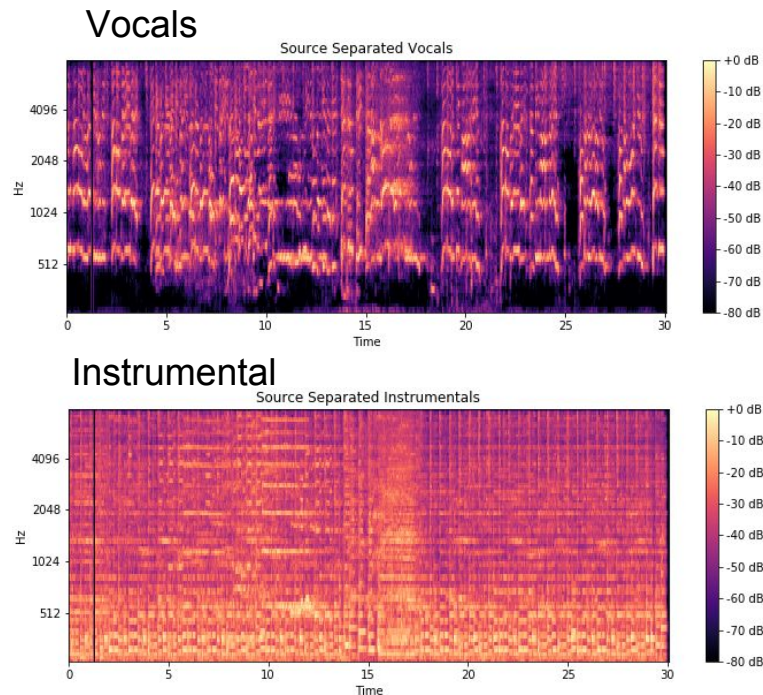 Vocals
Source Separated Vocals
4096
2048
1024
512
Hz
0 5 10 15 20 25 30
Time
+0 dB
-10 dB
-20 dB
-30 dB
-40 dB
-50 dB
-60 dB
-70 dB
-80 dB
Instrumental
Source Separated Instrumentals
4096
2048
1024
512
Hz
0 5 10 15 20 25 30
Time
+0 dB
-10 dB
-20 dB
-30 dB
-40 dB
-50 dB
-60 dB
-70 dB
-80 dB